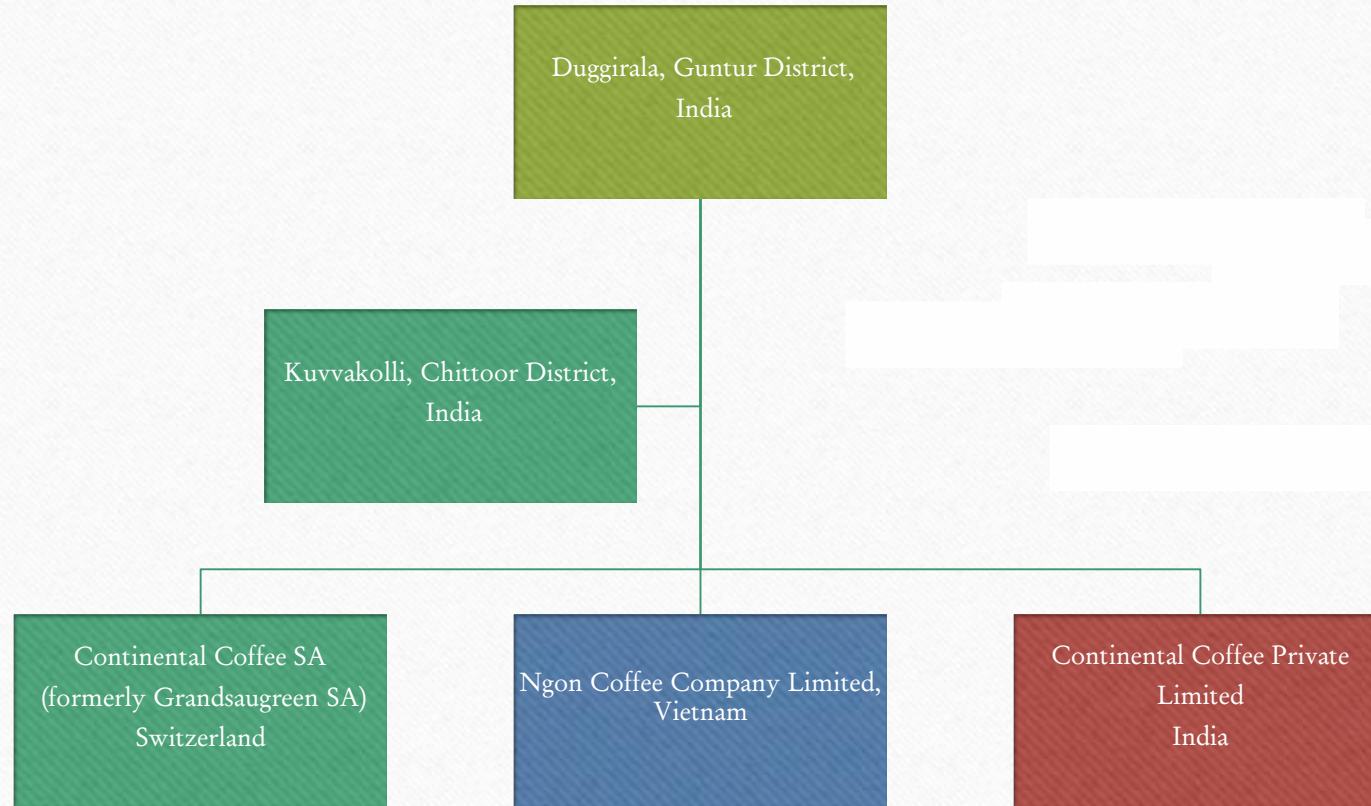 Duggirala, Guntur District,
India
Kuvvakolli, Chittoor District,
India
Continental Coffee SA
(formerly Grandsaugreen SA)
Switzerland
Ngon Coffee Company Limited,
Vietnam
Continental Coffee Private
Limited
India